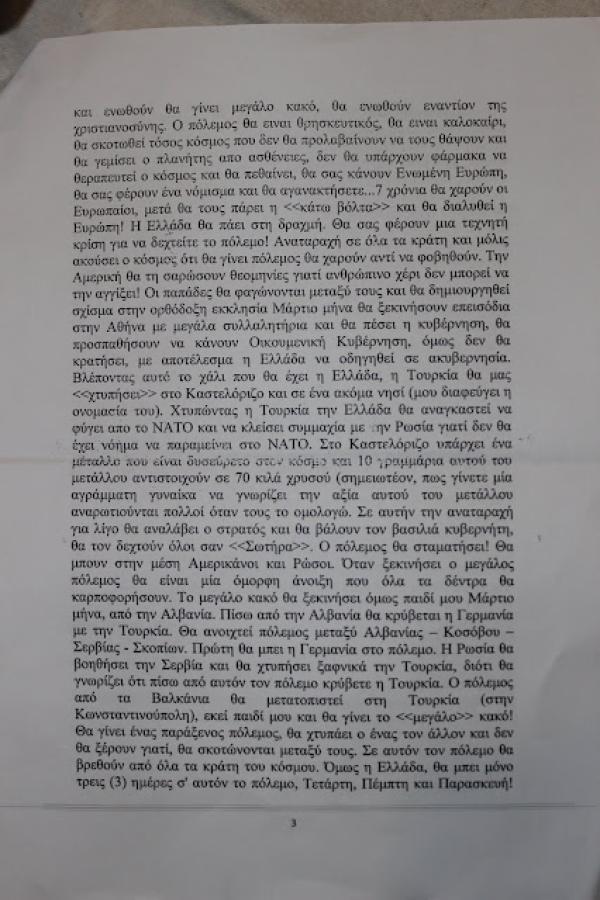 και ενωθούν θα γίνει μεγάλο κακό, θα ενωθούν εναντίον της
χριστιανοσύνης. Ο πόλεμος θα ειναι θρησκευτικός, θα ειναι καλοκαίρι,
θα σκοτωθεί τόσος κόσμος που δεν θα προλαβαίνουν να τους θάψουν και
θα γεμίσει ο πλανήτης απο ασθένειες, δεν θα υπάρχουν φάρμακα να
θεραπευτεί ο κόσμος και θα πεθαίνει, θα σας κάνουν Ενωμένη Ευρώπη,
θα σας φέρουν ένα νόμισμα και θα αγανακτήσετε...7 χρόνια θα χαρούν οι
Ευρωπαίοι, μετά θα τους πάρει η <<κάτω βόλτα>> και θα διαλυθεί η
Ευρώπη! Η Ελλάδα θα πάει στη δραχμή. Θα σας φέρουν μια τεχνητή
κρίση για να δεχτείτε το πόλεμο! Αναταραχή σε όλα τα κράτη και μόλις
ακούσει ο κόσμος ότι θα γίνει πόλεμος θα χαρούν αντί να φοβηθούν. Την
Αμερική θα τη σαρώσουν θεομηνίες γιατί ανθρώπινο χέρι δεν μπορεί να
την αγγίξει! Οι παπάδες θα φαγώνονται μεταξύ τους και θα δημιουργηθεί
σχίσμα στην ορθόδοξη εκκλησία Μάρτιο μήνα θα ξεκινήσουν επεισόδια
στην Αθήνα με μεγάλα συλλαλητήρια και θα πέσει η κυβέρνηση, θα
προσπαθήσουν να κάνουν Οικουμενική Κυβέρνηση, όμως δεν θα
κρατήσει, με αποτέλεσμα η Ελλάδα να οδηγηθεί σε ακυβερνησία.
Βλέποντας αυτό το χάλι που θα έχει η Ελλάδα, η Τουρκία θα μας
<<χτυπήσει>> στο Καστελόριζο και σε ένα ακόμα νησί (μου διαφεύγει η
ονομασία του). Χτυπώντας η Τουρκία την Ελλάδα θα αναγκαστεί να
φύγει απο το ΝΑΤΟ και να κλείσει συμμαχία με την Ρωσία γιατί δεν θα
έχει νόημα να παραμείνει στο ΝΑΤΟ. Στο Καστελόριζο υπάρχει ένα
μέταλλο που είναι δυσεύρετο στον κόσμο και 10 γραμμάρια αυτού του
μετάλλου αντιστοιχούν σε 70 κιλά χρυσού (σημειωτέον, πως γίνετε μία
αγράμματη γυναίκα να γνωρίζει την αξία αυτού του μετάλλου
αναρωτιούνται πολλοί όταν τους το ομολογώ. Σε αυτήν την αναταραχή
για λίγο θα αναλάβει ο στρατός και θα βάλουν τον βασιλιά κυβερνήτη,
θα τον δεχτούν όλοι σαν <<Σωτήρα>>. Ο πόλεμος θα σταματήσει! Θα
μπουν στην μέση Αμερικάνοι και Ρώσοι. Όταν ξεκινήσει ο μεγάλος
πόλεμος θα είναι μία όμορφη άνοιξη που όλα τα δέντρα θα
καρποφορήσουν. Το μεγάλο κακό θα ξεκινήσει όμως παιδί μου Μάρτιο
μήνα, από την Αλβανία. Πίσω από την Αλβανία θα κρύβεται η Γερμανία
με την Τουρκία. Θα ανοιχτεί πόλεμος μεταξύ Αλβανίας – Κοσόβου –
Σερβίας - Σκοπίων. Πρώτη θα μπει η Γερμανία στο πόλεμο. Η Ρωσία θα
βοηθήσει την Σερβία και θα χτυπήσει ξαφνικά την Τουρκία, διότι θα
γνωρίζει ότι πίσω από αυτόν τον πόλεμο κρύβετε η Τουρκία. Ο πόλεμος
από τα Βαλκάνια θα μετατοπιστεί στη Τουρκία (στην
Κωνσταντινούπολη), εκεί παιδί μου και θα γίνει το <<μεγάλο>> κακό!
Θα γίνει ένας παράξενος πόλεμος, θα χτυπάει ο ένας τον άλλον και δεν
θα ξέρουν γιατί, θα σκοτώνονται μεταξύ τους. Σε αυτόν τον πόλεμο θα
βρεθούν από όλα τα κράτη του κόσμου. Όμως η Ελλάδα, θα μπει μόνο
τρεις (3) ημέρες σ' αυτόν το πόλεμο, Τετάρτη, Πέμπτη και Παρασκευή!
3